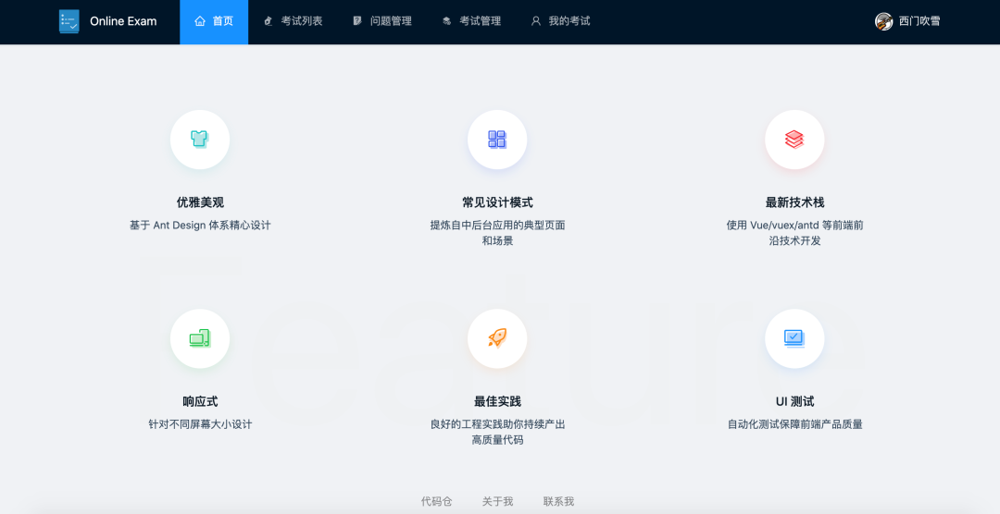 Online Exam
首页
考试列表
问题管理
考试管理
我的考试
西门吹雪
Feature
优雅美观
基于 Ant Design 体系精心设计
常见设计模式
提炼自中后台应用的典型页面
和场景
最新技术栈
使用 Vue/vuex/antd 等前端前
沿技术开发
响应式
针对不同屏幕大小设计
最佳实践
良好的工程实践助你持续产出
高质量代码
UI 测试
自动化测试保障前端产品质量
代码仓
关于我
联系我